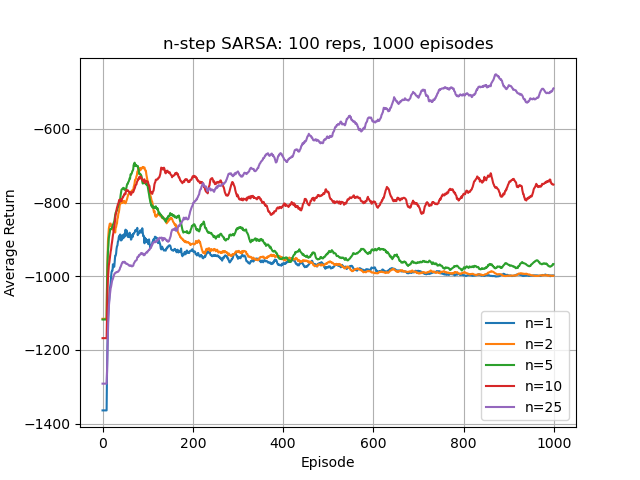 n-step SARSA: 100 reps, 1000 episodes
Average Return
−600
−800
−1000
−1200
−1400
0
200
400
600
800
1000
Episode
n=1
n=2
n=5
n=10
n=25